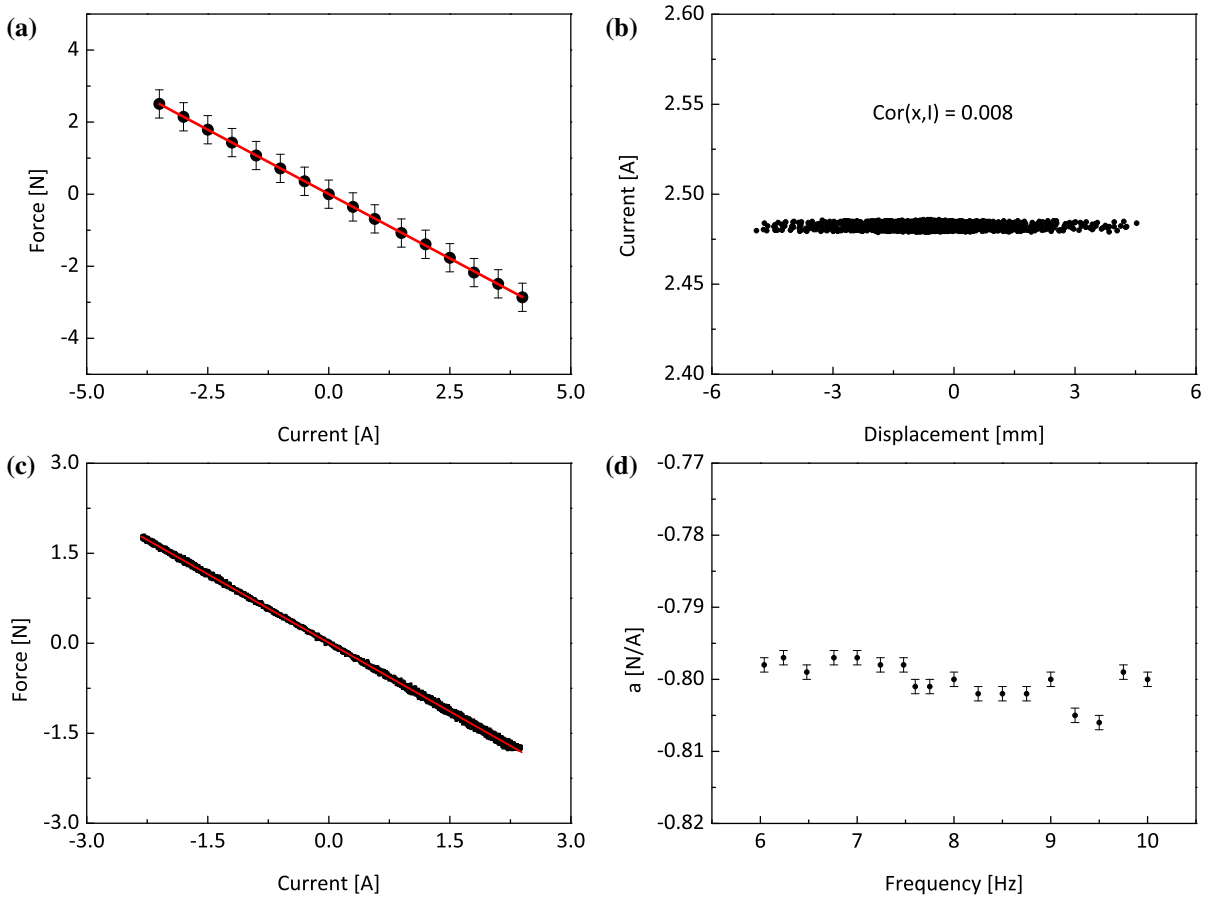 (a)
4
2
0
-2
-4
Force [N]
-5.0 -2.5 0.0 2.5 5.0
Current [A]
(b)
2.60
2.55
2.50
2.45
2.40
Current [A]
Cor(x,I) = 0.008
-6 -3 0 3 6
Displacement [mm]
(c)
3.0
1.5
0.0
-1.5
-3.0
Force [N]
-3.0 -1.5 0.0 1.5 3.0
Current [A]
(d)
-0.77
-0.78
-0.79
-0.80
-0.81
-0.82
a [N/A]
6 7 8 9 10
Frequency [Hz]